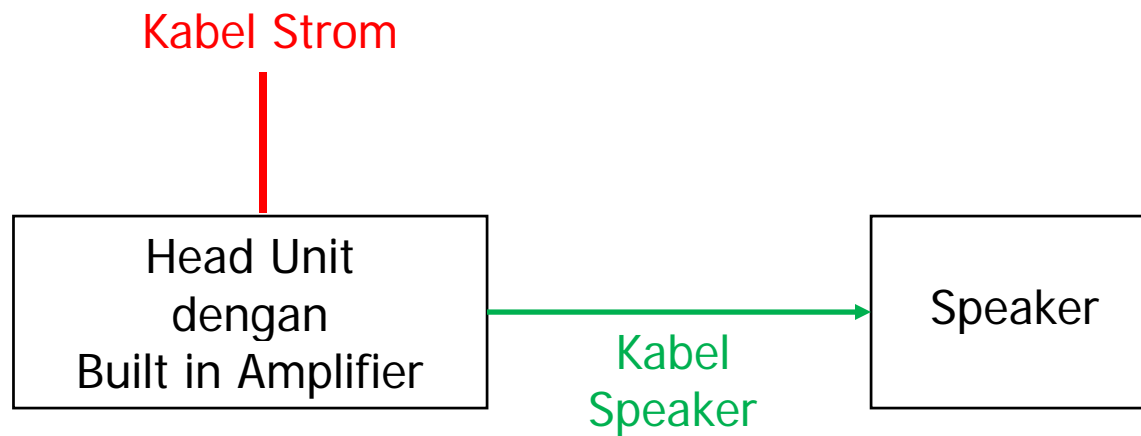 Kabel Strom
Head Unit
dengan
Built in Amplifier
Kabel
Speaker
Speaker